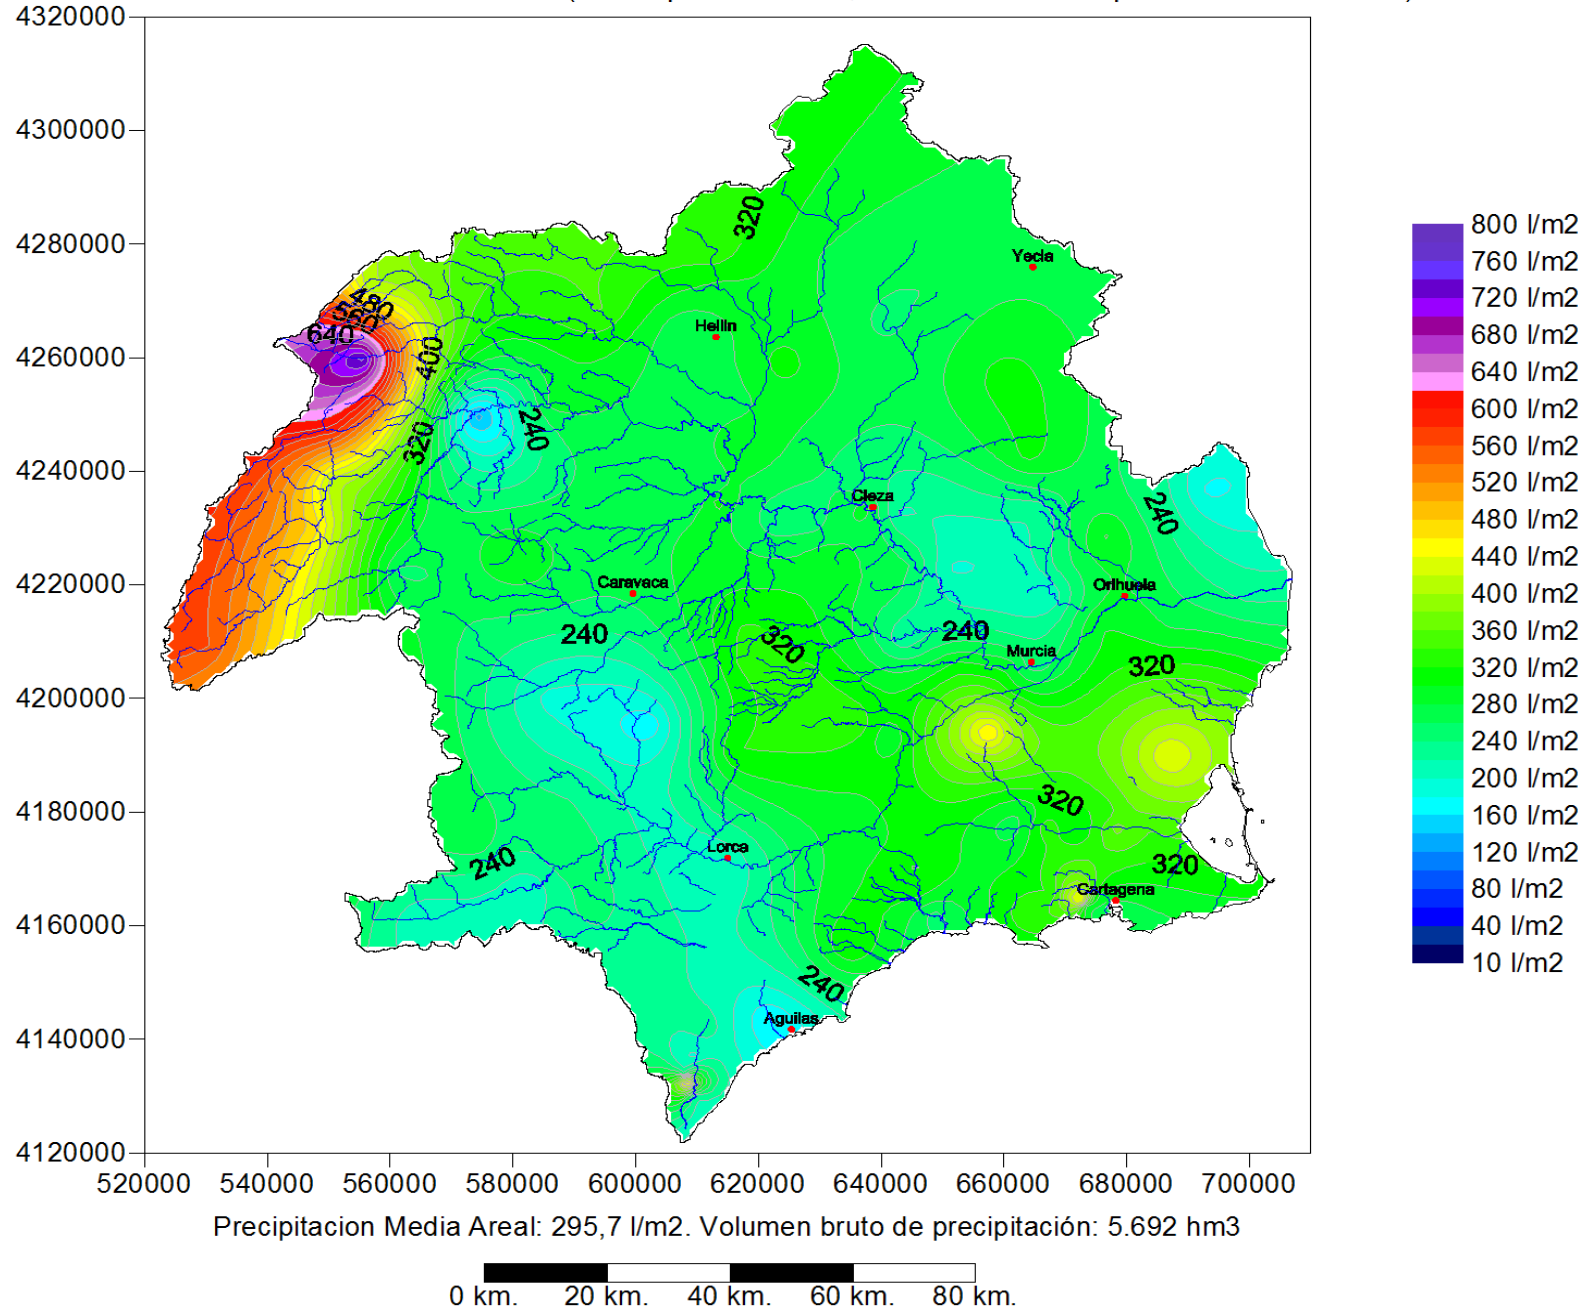 4320000
4300000
4280000
4260000
4240000
4220000
4200000
4180000
4160000
4140000
4120000
520000 540000 560000 580000 600000 620000 640000 660000 680000 700000
320
Yecla
480
560
640
Hellin
400
320
240
Cieza
240
Caravaca
Orihuela
240
320
240
Murcia
320
320
Lorca
240
320
Cartagena
240
Aguilas
800 l/m2
760 l/m2
720 l/m2
680 l/m2
640 l/m2
600 l/m2
560 l/m2
520 l/m2
480 l/m2
440 l/m2
400 l/m2
360 l/m2
320 l/m2
280 l/m2
240 l/m2
200 l/m2
160 l/m2
120 l/m2
80 l/m2
40 l/m2
10 l/m2
Precipitacion Media Areal: 295,7 l/m2. Volumen bruto de precipitación: 5.692 hm3
0 km. 20 km. 40 km. 60 km. 80 km.